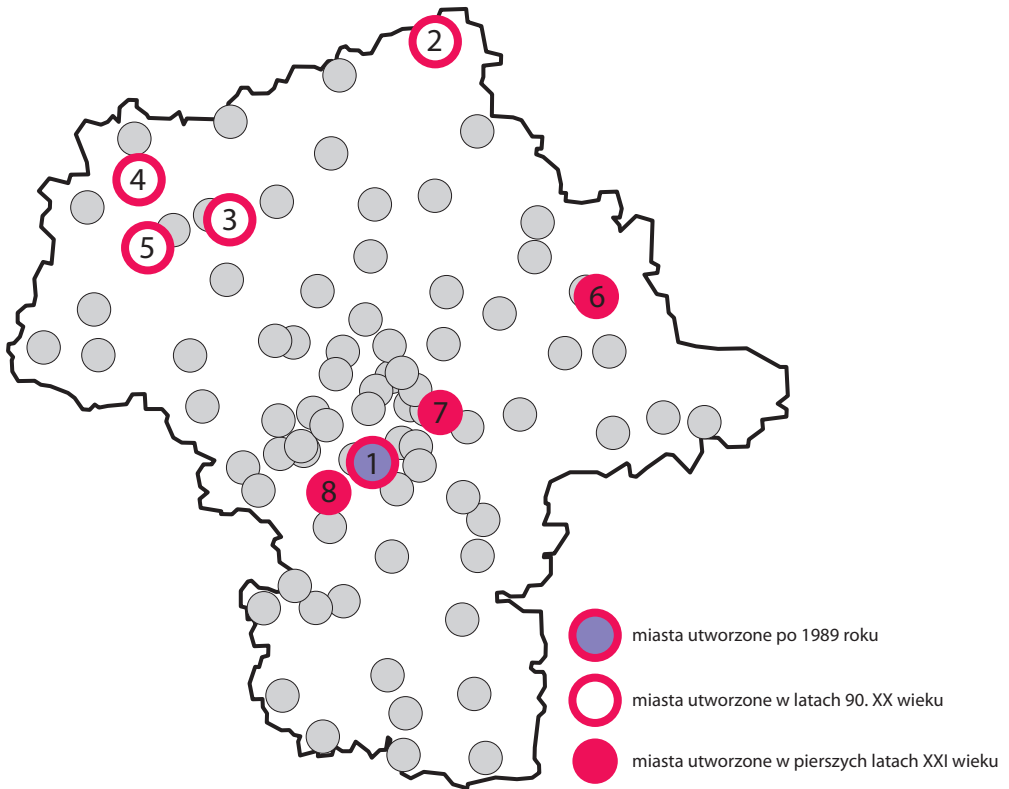 2
4
3
5
6
7
1
8
miasta utworzone po 1989 roku
miasta utworzone w latach 90. XX wieku
miasta utworzone w pierszych latach XXI wieku